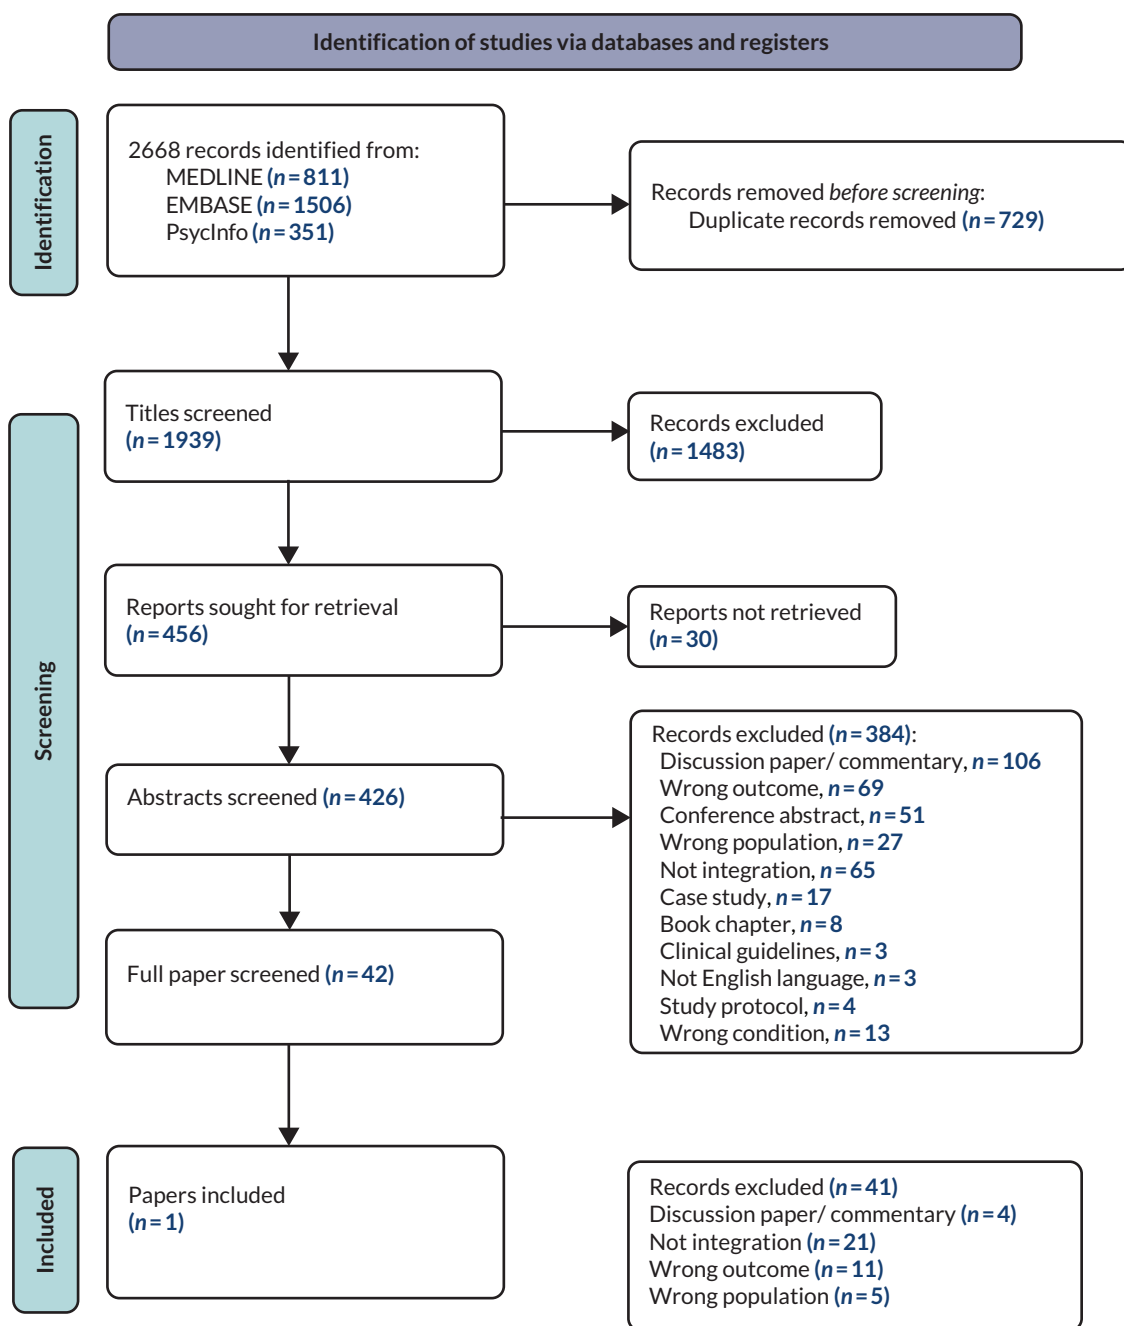 Identification of studies via databases and registers
Identification
2668 records identified from:
MEDLINE (n = 811)
EMBASE (n = 1506)
PsycInfo (n = 351)
Records removed before screening:
Duplicate records removed (n = 729)
Screening
Titles screened
(n = 1939)
Records excluded
(n = 1483)
Reports sought for retrieval
(n = 456)
Reports not retrieved
(n = 30)
Abstracts screened (n = 426)
Records excluded (n = 384):
Discussion paper/ commentary, n = 106
Wrong outcome, n = 69
Conference abstract, n = 51
Wrong population, n = 27
Not integration, n = 65
Case study, n = 17
Book chapter, n = 8
Clinical guidelines, n = 3
Not English language, n = 3
Study protocol, n = 4
Wrong condition, n = 13
Full paper screened (n = 42)
Included
Papers included
(n = 1)
Records excluded (n = 41)
Discussion paper/ commentary (n = 4)
Not integration (n = 21)
Wrong outcome (n = 11)
Wrong population (n = 5)